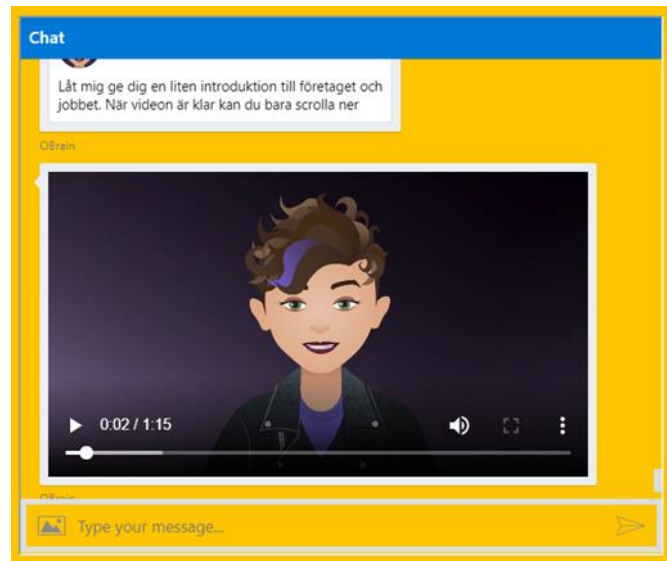 Chat
Låt mig ge dig en liten introduktion till företaget och
jobbet. När videon är klar kan du bara scrolla ner
OBrain
0:02 / 1:15
OBrain
Type your message...